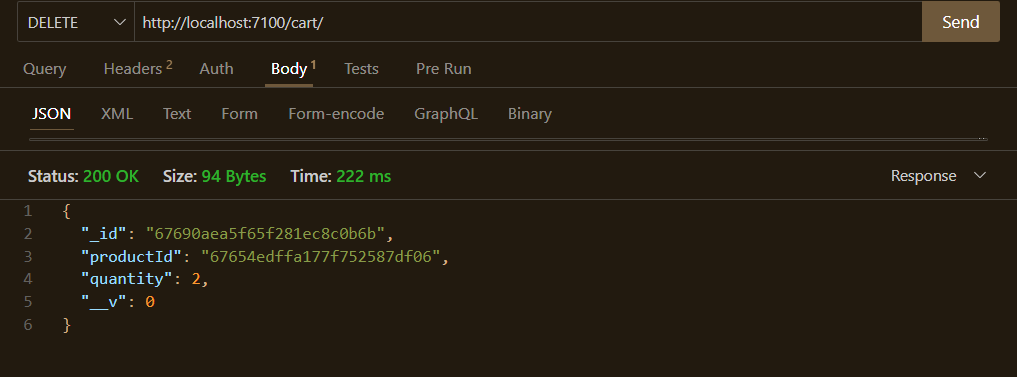 DELETE http://localhost:7100/cart/ Send
Query Headers 2 Auth Body 1 Tests Pre Run
JSON XML Text Form Form-encode GraphQL Binary
Status: 200 OK Size: 94 Bytes Time: 222 ms Response
1 {
2 "_id": "67690aea5f65f281ec8c0b6b",
3 "productId": "67654edffa177f752587df06",
4 "quantity": 2,
5 "__v": 0
6 }